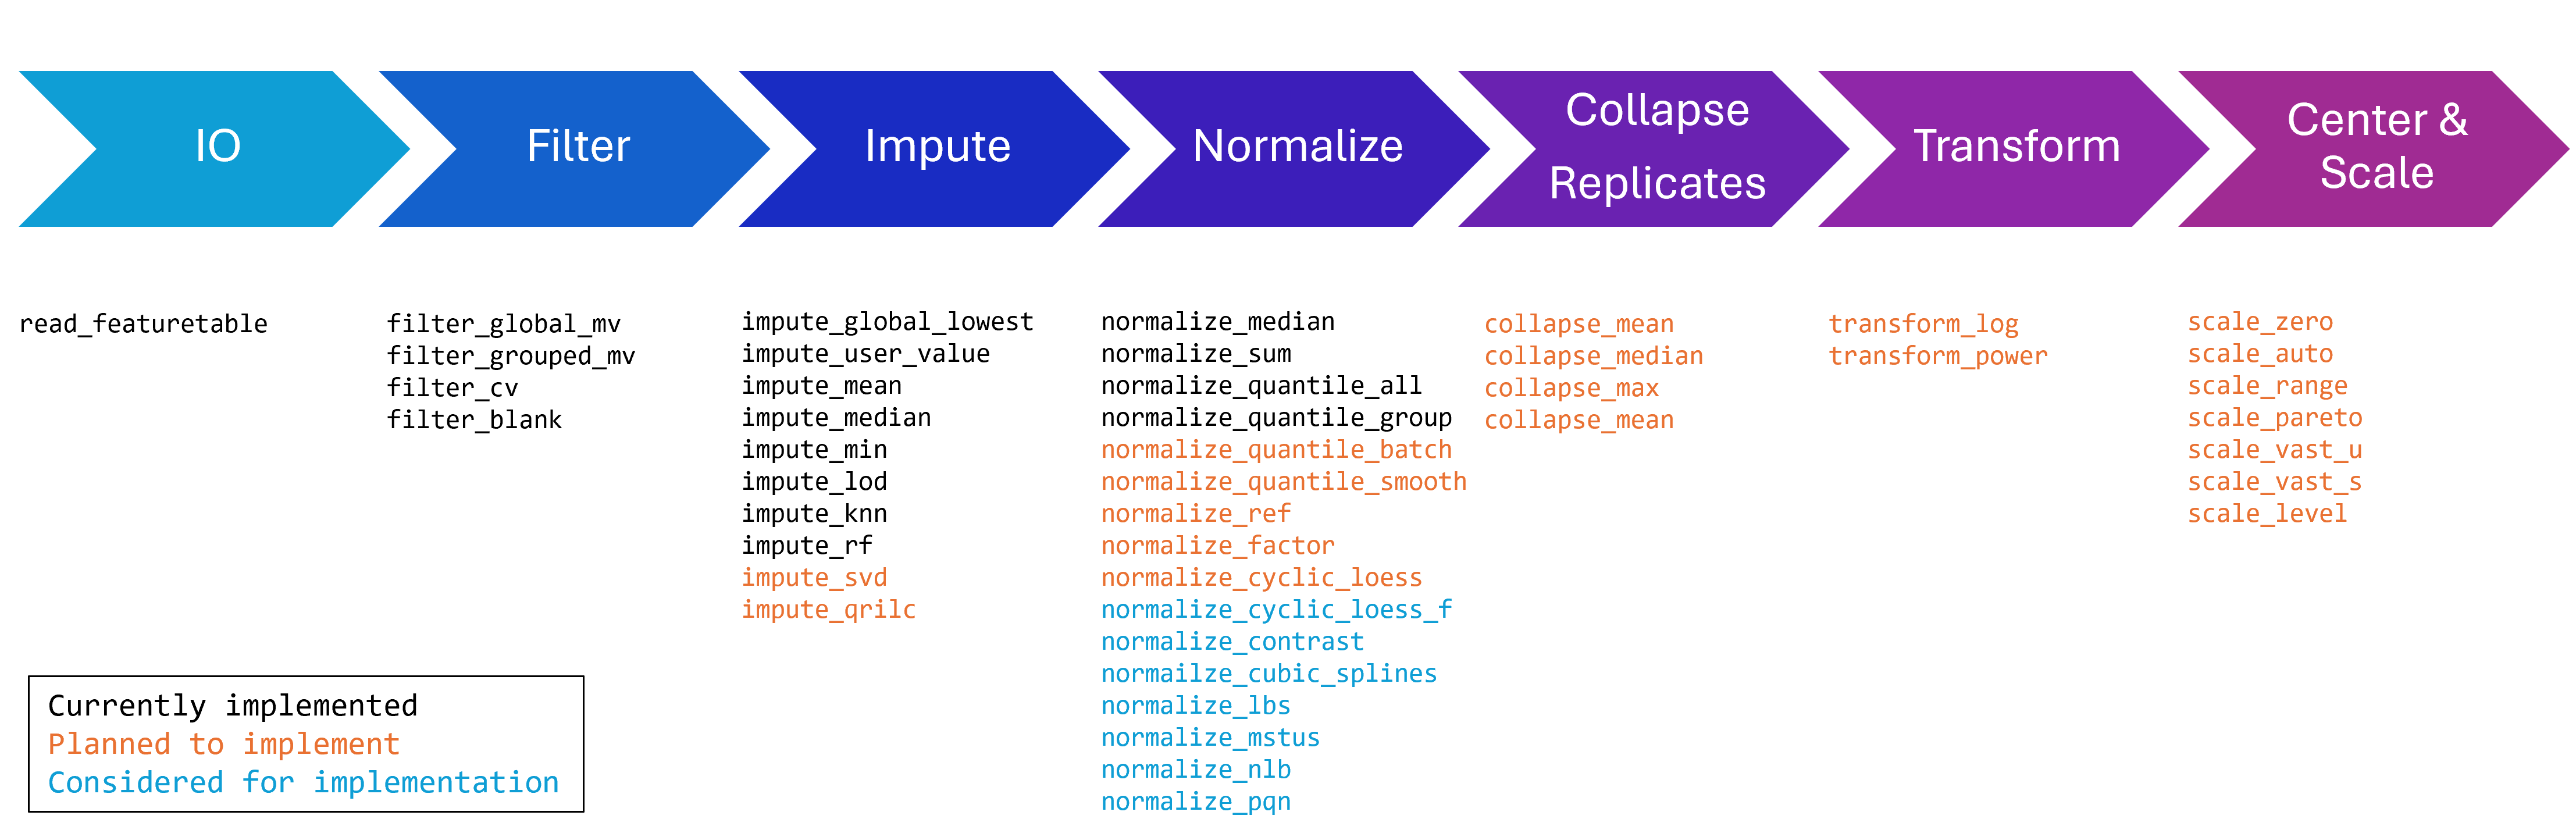 IO
Filter
Impute
Normalize
Collapse
Replicates
Transform
Center &
Scale
read_featuretable
filter_global_mv
filter_grouped_mv
filter_cv
filter_blank
impute_global_lowest
impute_user_value
impute_mean
impute_median
impute_min
impute_lod
impute_knn
impute_rf
impute_svd
impute_qrilc
normalize_median
normalize_sum
normalize_quantile_all
normalize_quantile_group
normalize_quantile_batch
normalize_quantile_smooth
normalize_ref
normalize_factor
normalize_cyclic_loess
normalize_cyclic_loess_f
normalize_contrast
normailze_cubic_splines
normalize_lbs
normalize_mstus
normalize_nlb
normalize_pqn
collapse_mean
collapse_median
collapse_max
collapse_mean
transform_log
transform_power
scale_zero
scale_auto
scale_range
scale_pareto
scale_vast_u
scale_vast_s
scale_level
Currently implemented
Planned to implement
Considered for implementation